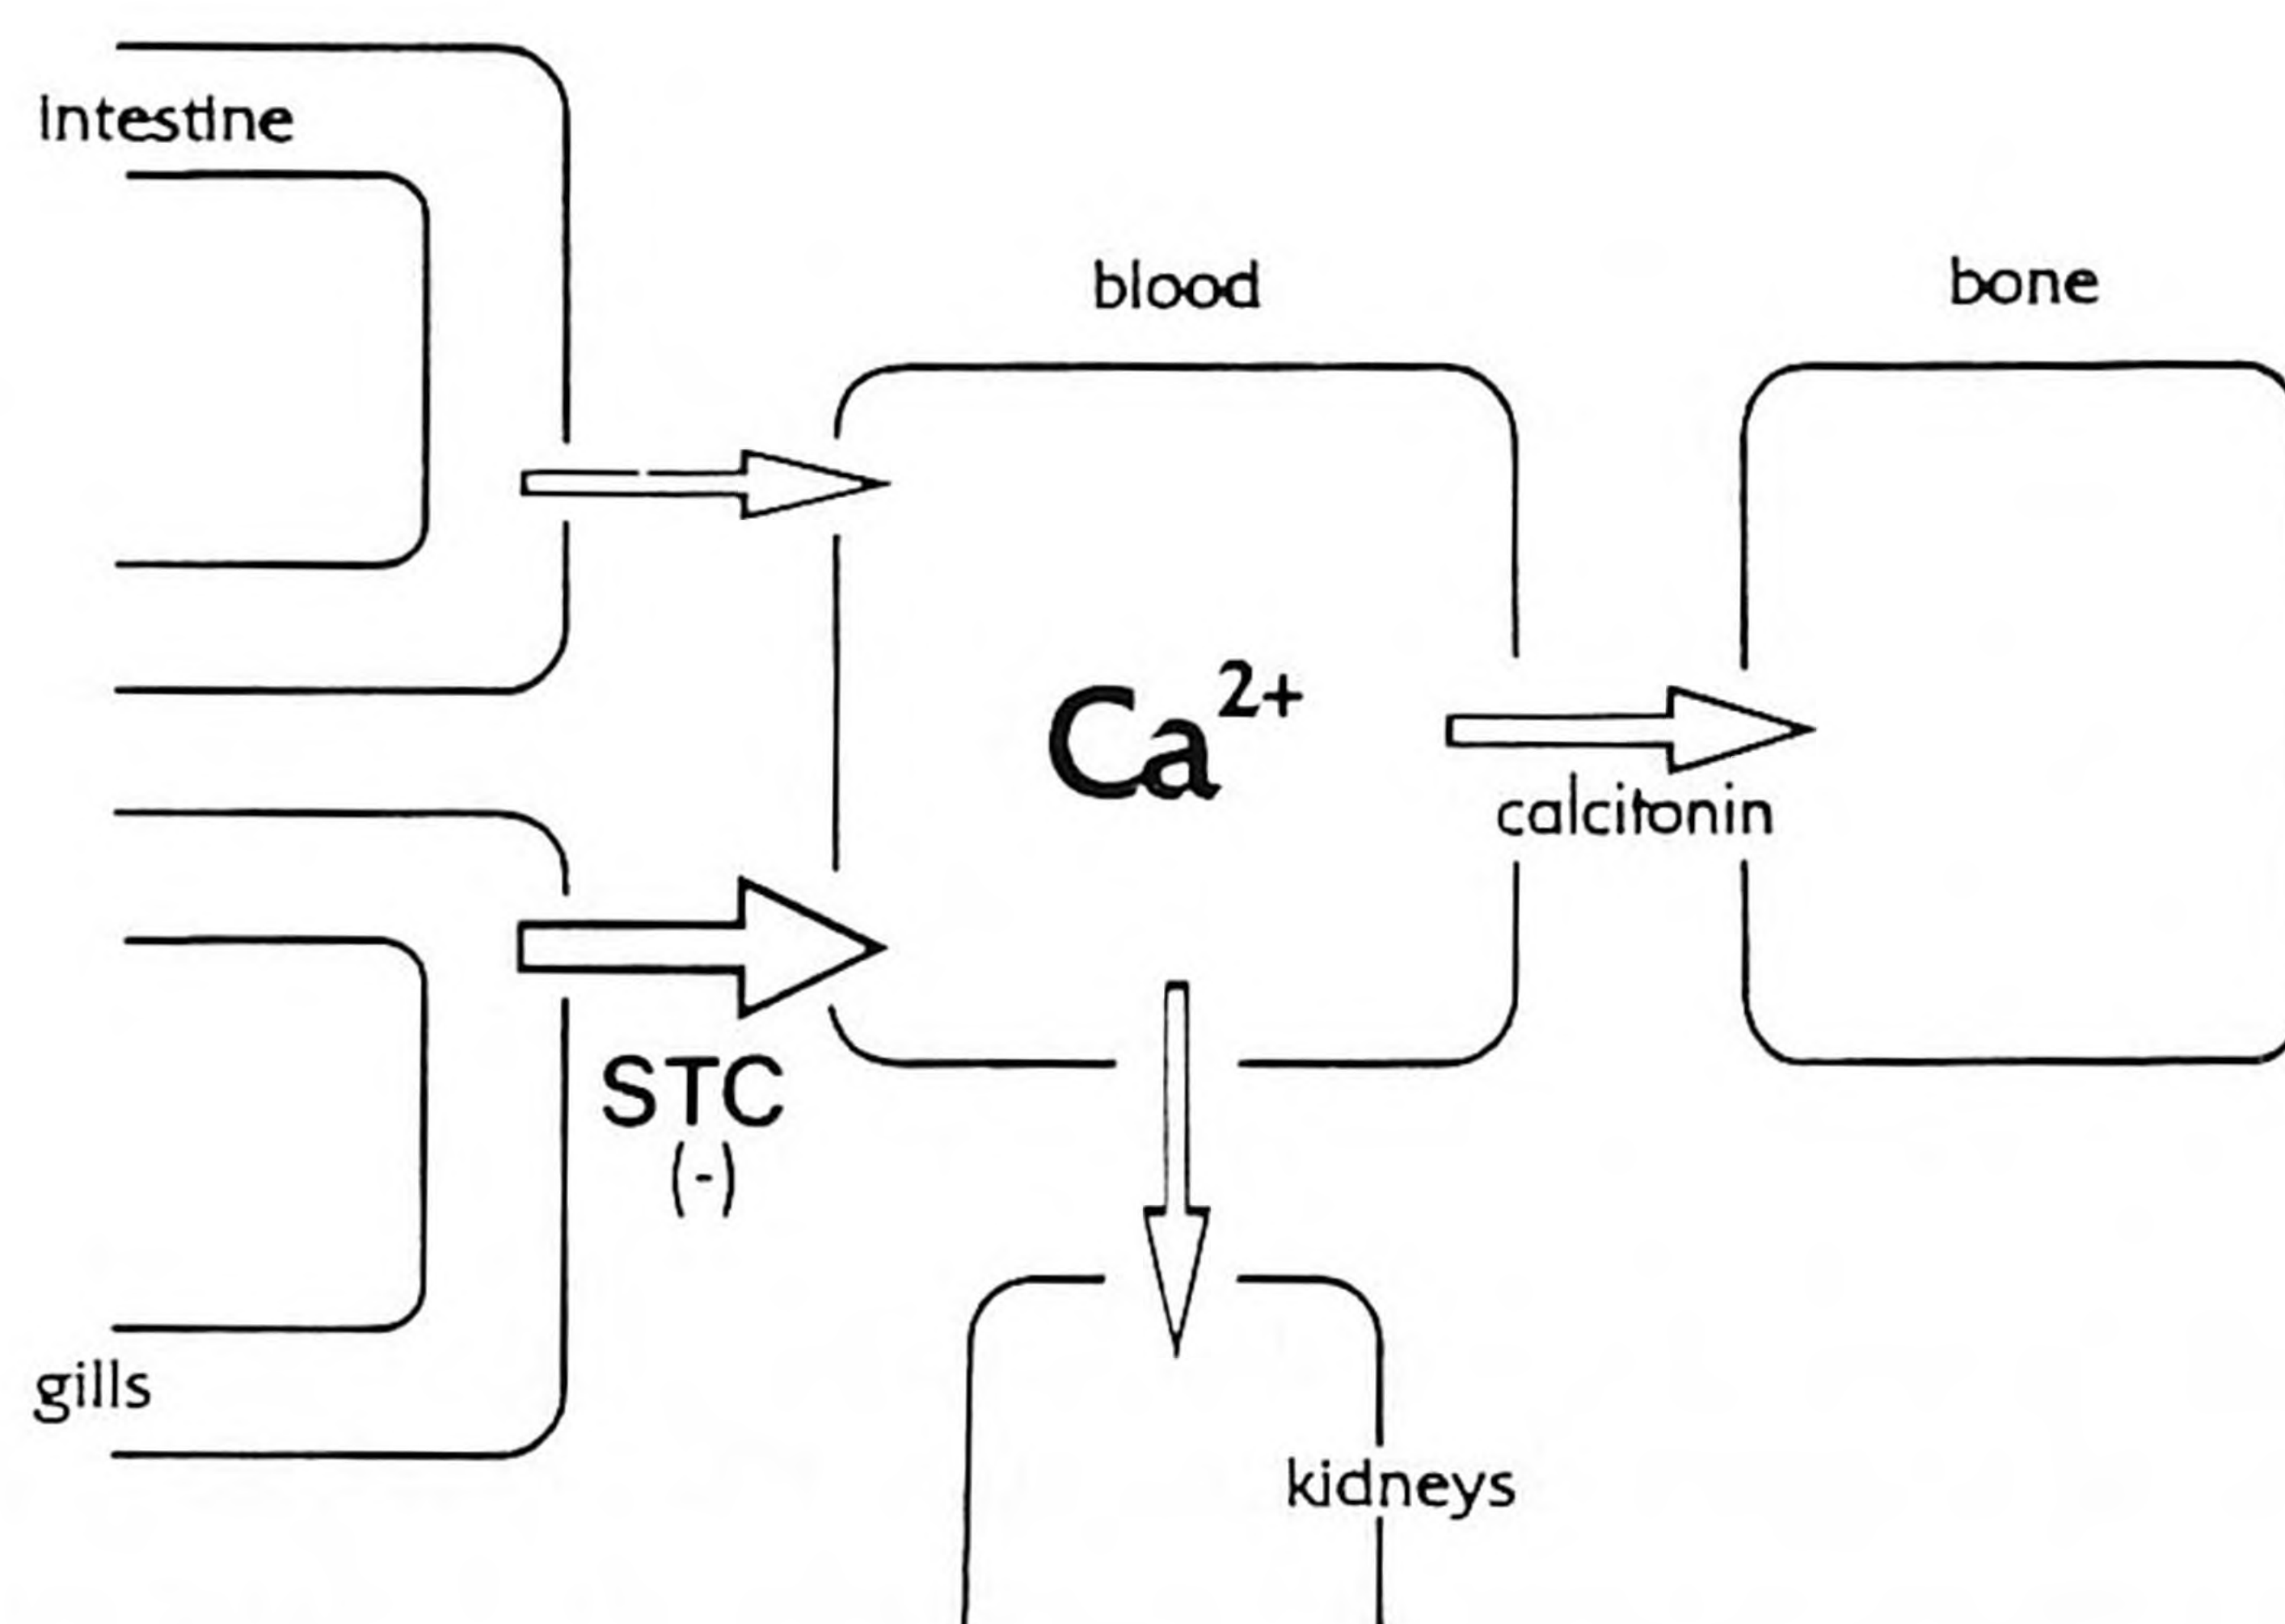 Intestine
blood
bone
Ca2+
calcitonin
STC
(-)
gills
kidneys